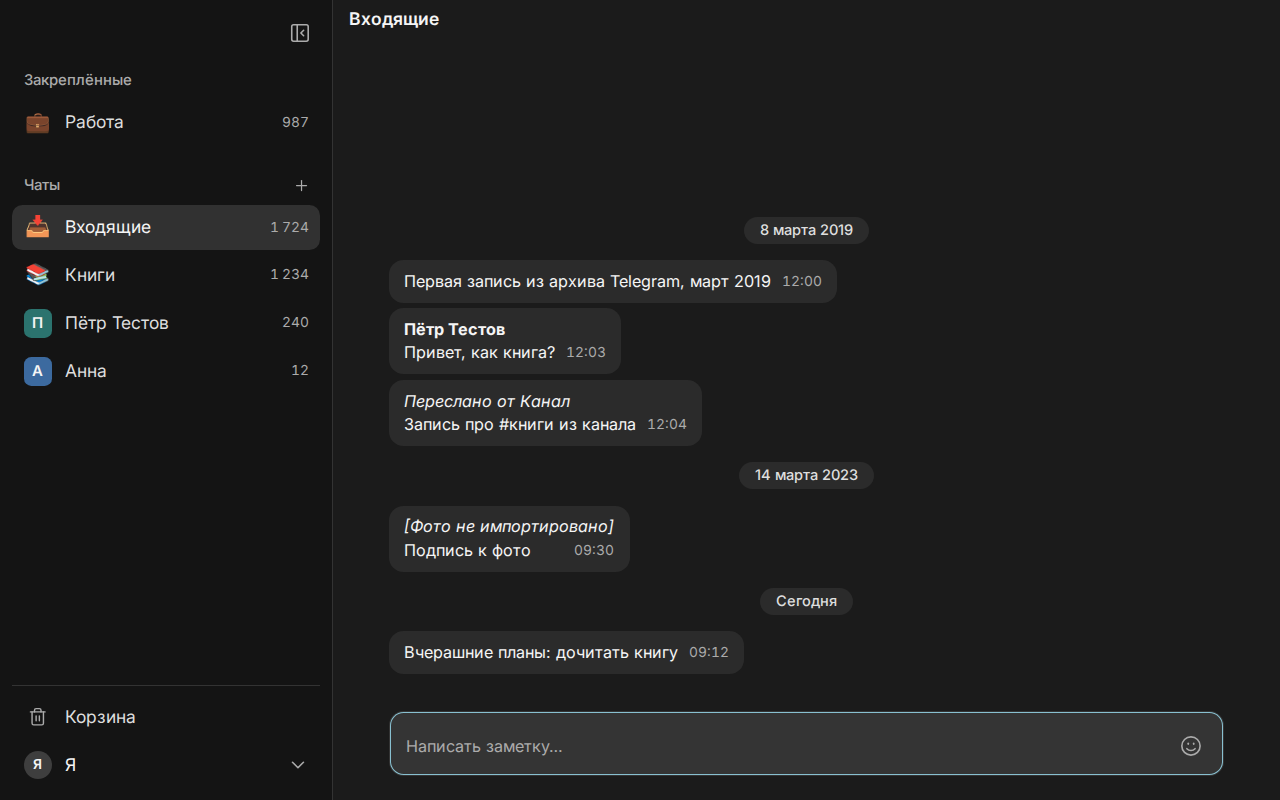 Входящие
Закреплённые
Работа 987
Чаты
Входящие 1 724
Книги 1 234
П Пётр Тестов 240
А Анна 12
Корзина
Я Я
8 марта 2019
Первая запись из архива Telegram, март 2019 12:00
Пётр Тестов
Привет, как книга? 12:03
Переслано от Канал
Запись про #книги из канала 12:04
14 марта 2023
[Фото не импортировано]
Подпись к фото 09:30
Сегодня
Вчерашние планы: дочитать книгу 09:12
Написать заметку...